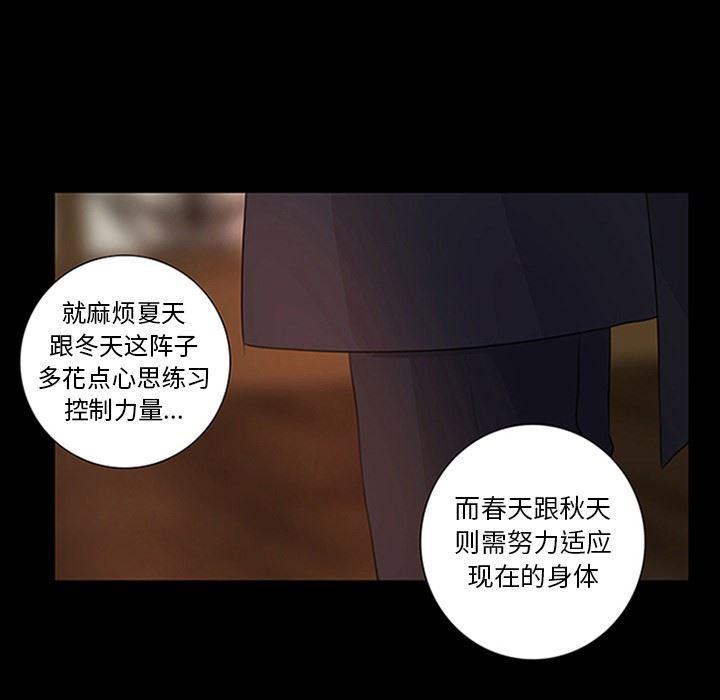 就麻烦夏天
跟冬天这阵子
多花点心思练习
控制力量...
而春天跟秋天
则需努力适应
现在的身体